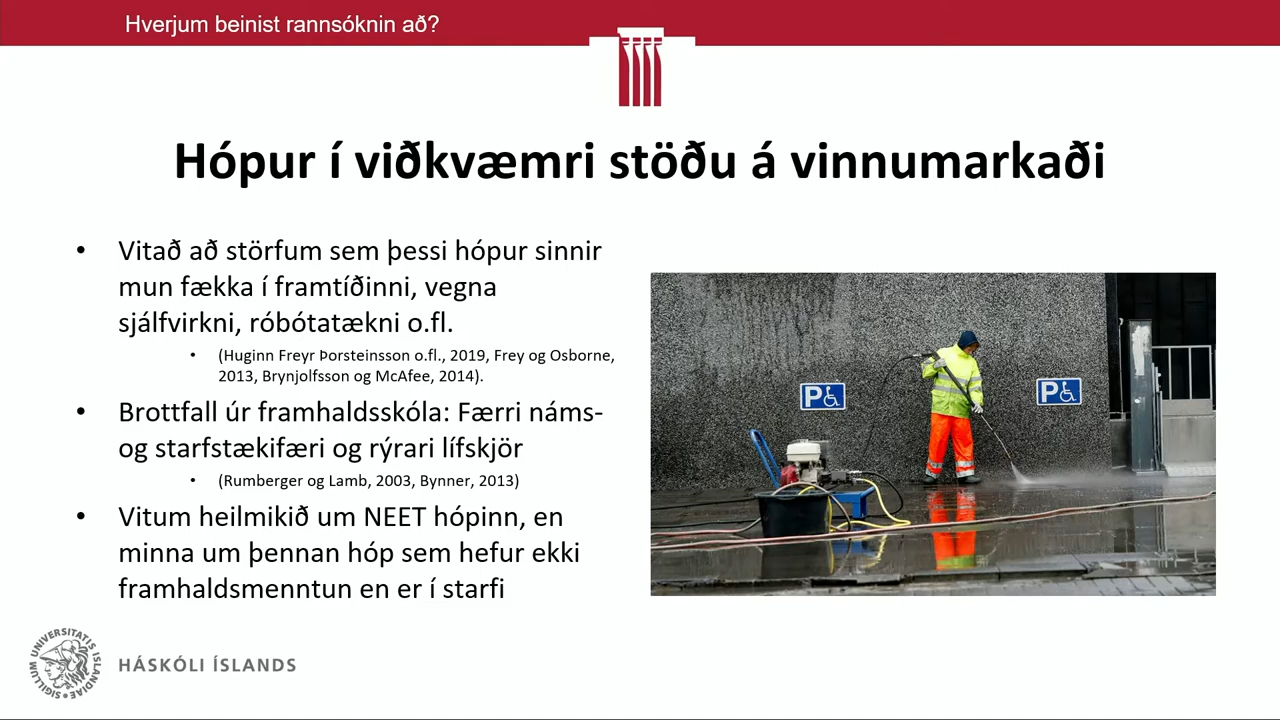 Hverjum beinist rannsóknin að?
Hópur í viðkvæmri stöðu á vinnumarkaði
• Vitað að störfum sem þessi hópur sinnir
mun fækka í framtíðinni, vegna
sjálfvirkni, róbótatækni o.fl.
• (Huginn Freyr Þorsteinsson o.fl., 2019, Frey og Osborne,
2013, Brynjolfsson og McAfee, 2014).
• Brottfall úr framhaldsskóla: Færri náms-
og starfstækifæri og rýrari lífskjör
• (Rumberger og Lamb, 2003, Bynner, 2013)
• Vitum heilmikið um NEET hópinn, en
minna um þennan hóp sem hefur ekki
framhaldsmenntun en er í starfi
P
P
SIGILLUM UNIVERSITATIS ISLANDIAE
HÁSKÓLI ÍSLANDS